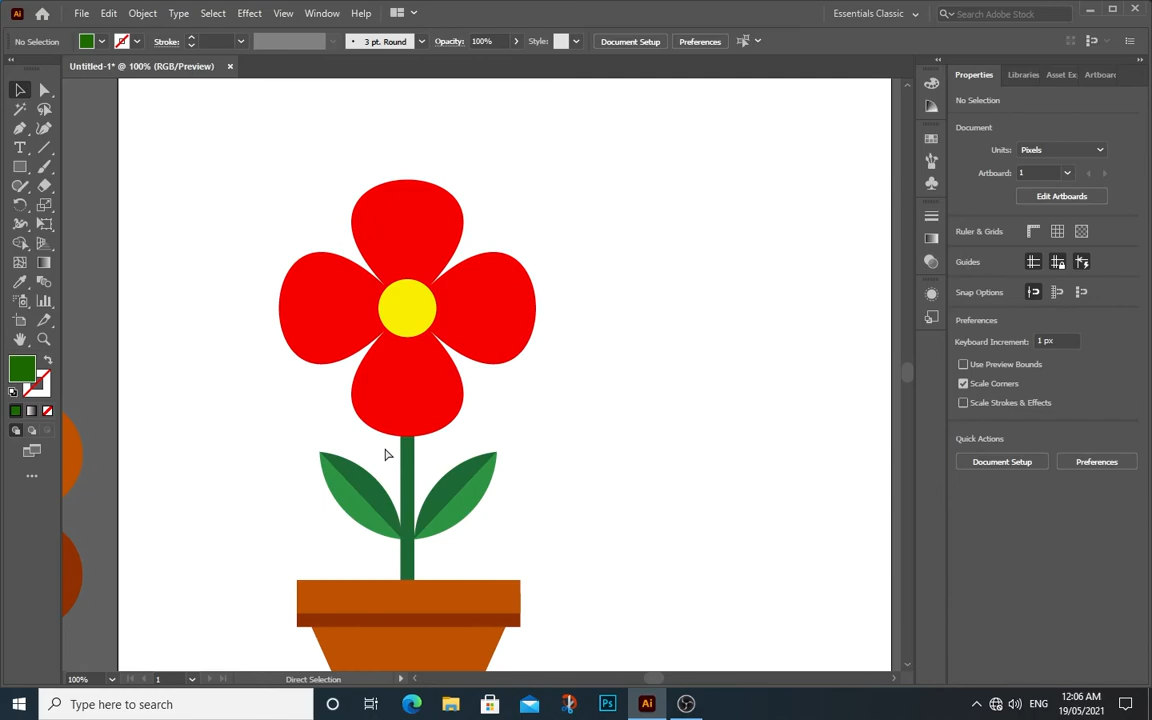 Ai File Edit Object Type Select Effect View Window Help Essentials Classic Search Adobe Stock
No Selection Stroke: 3 pt. Round Opacity: 100% Style: Document Setup Preferences
Untitled-1* @ 100% (RGB/Preview)
Properties Libraries Asset Ex Artboard
No Selection
Document
Units: Pixels
Artboard: 1
Edit Artboards
Ruler & Grids
Guides
Snap Options
Preferences
Keyboard Increment: 1 px
Use Preview Bounds
Scale Corners
Scale Strokes & Effects
Quick Actions
Document Setup Preferences
100% 1 Direct Selection
Type here to search Ps Ai ENG 12:06 AM
19/05/2021